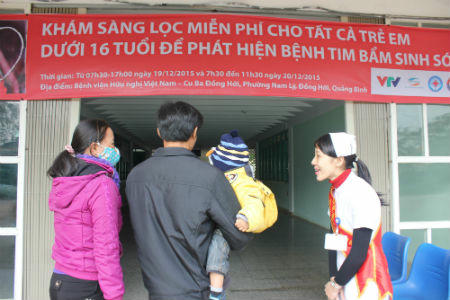 KHÁM SÀNG LỌC MIỄN PHÍ CHO TẤT CẢ TRẺ EM
DƯỚI 16 TUỔI ĐỂ PHÁT HIỆN BỆNH TIM BẨM SINH SỚ
Thời gian: Từ 07h30-17h00 ngày 19/12/2015 và 7h30 đến 11h30 ngày 20/12/2015
Địa điểm: Bệnh viện Hữu nghị Việt Nam – Cu Ba Đồng Hới, Phường Nam Lý, Đồng Hới, Quảng Bình
VTV